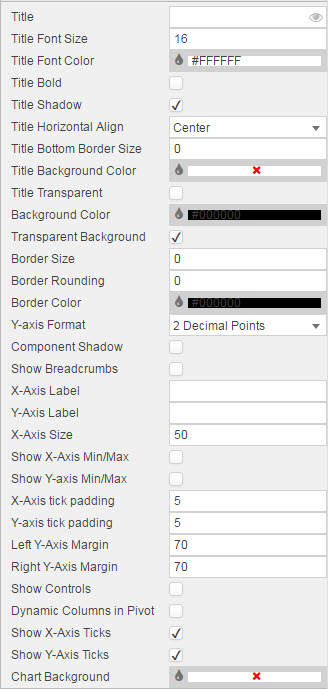 Title
Title Font Size 16
Title Font Color #FFFFFF
Title Bold
Title Shadow
Title Horizontal Align Center
Title Bottom Border Size 0
Title Background Color
Title Transparent
Background Color #000000
Transparent Background
Border Size 0
Border Rounding 0
Border Color #000000
Y-axis Format 2 Decimal Points
Component Shadow
Show Breadcrumbs
X-Axis Label
Y-Axis Label
X-Axis Size 50
Show X-Axis Min/Max
Show Y-axis Min/Max
X-Axis tick padding 5
Y-axis tick padding 5
Left Y-Axis Margin 70
Right Y-Axis Margin 70
Show Controls
Dynamic Columns in Pivot
Show X-Axis Ticks
Show Y-Axis Ticks
Chart Background